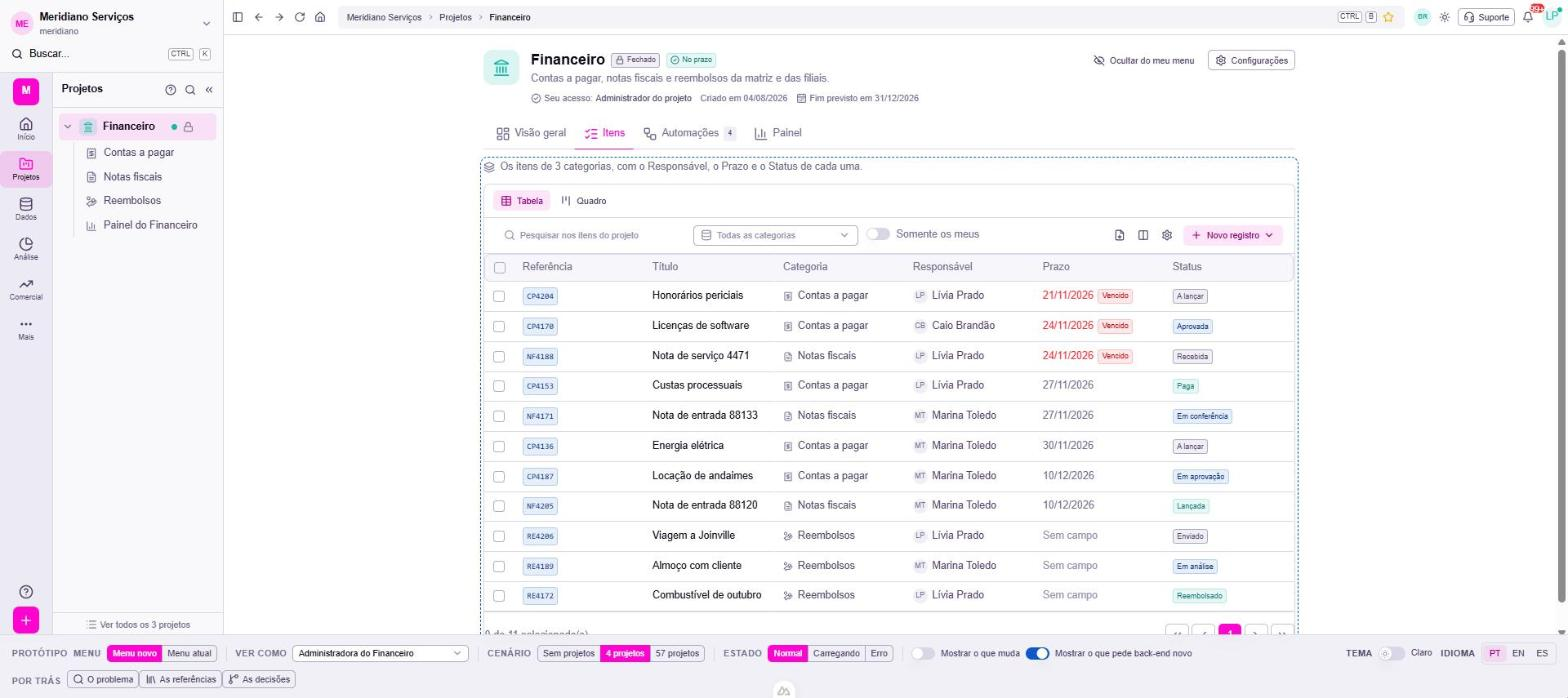 ME Meridiano Serviços
meridiano
Buscar... CTRL K
Meridiano Serviços > Projetos > Financeiro
CTRL B
BR
Suporte
99+
LP
M
Início
Projetos
Dados
Análise
Comercial
Mais
Projetos
Financeiro
Contas a pagar
Notas fiscais
Reembolsos
Painel do Financeiro
Ver todos os 3 projetos
Financeiro Fechado No prazo
Contas a pagar, notas fiscais e reembolsos da matriz e das filiais.
Seu acesso: Administrador do projeto Criado em 04/08/2026 Fim previsto em 31/12/2026
Ocultar do meu menu Configurações
Visão geral Itens Automações 4 Painel
Os itens de 3 categorias, com o Responsável, o Prazo e o Status de cada uma.
Tabela Quadro
Pesquisar nos itens do projeto Todas as categorias Somente os meus + Novo registro
Referência Título Categoria Responsável Prazo Status
CP4204 Honorários periciais Contas a pagar LP Lívia Prado 21/11/2026 Vencido A lançar
CP4170 Licenças de software Contas a pagar CB Caio Brandão 24/11/2026 Vencido Aprovada
NF4188 Nota de serviço 4471 Notas fiscais LP Lívia Prado 24/11/2026 Vencido Recebida
CP4153 Custas processuais Contas a pagar LP Lívia Prado 27/11/2026 Paga
NF4171 Nota de entrada 88133 Notas fiscais MT Marina Toledo 27/11/2026 Em conferência
CP4136 Energia elétrica Contas a pagar MT Marina Toledo 30/11/2026 A lançar
CP4187 Locação de andaimes Contas a pagar MT Marina Toledo 10/12/2026 Em aprovação
NF4205 Nota de entrada 88120 Notas fiscais MT Marina Toledo 10/12/2026 Lançada
RE4206 Viagem a Joinville Reembolsos LP Lívia Prado Sem campo Enviado
RE4189 Almoço com cliente Reembolsos MT Marina Toledo Sem campo Em análise
RE4172 Combustível de outubro Reembolsos LP Lívia Prado Sem campo Reembolsado
0 de 11 selecionado(s) 1
PROTÓTIPO MENU Menu novo Menu atual VER COMO Administradora do Financeiro CENÁRIO Sem projetos 4 projetos 57 projetos ESTADO Normal Carregando Erro Mostrar o que muda Mostrar o que pede back-end novo TEMA Claro IDIOMA PT EN ES
POR TRÁS O problema As referências As decisões